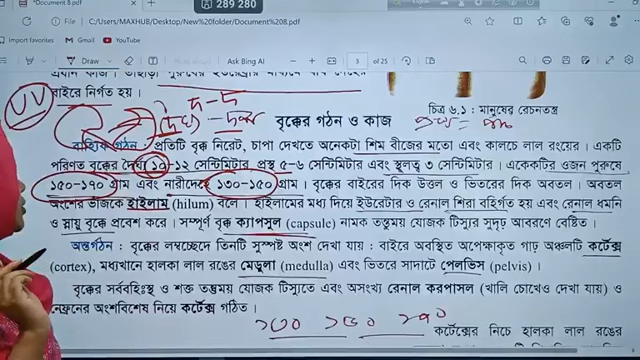 Document 8.pdf
C:/Users/MAXHUB/Desktop/New%20folder/Document%208.pdf
289 280
Import favorites Gmail YouTube
Draw Ask Bing AI 3 of 25
বাইরে নির্গত হয়।
UV
চিত্র ৬.১ : মানুষের রেচনতন্ত্র
বৃক্কের গঠন ও কাজ
বাহ্যিক গঠন : প্রতিটি বৃক্ক নিরেট, চাপা দেখতে অনেকটা শিম বীজের মতো এবং কালচে লাল রংয়ের। একটি
পরিণত বৃক্কের দৈর্ঘ্য ১০-১২ সেন্টিমিটার, প্রস্থ ৫-৬ সেন্টিমিটার এবং স্থূলত্ব ৩ সেন্টিমিটার। একেকটির ওজন পুরুষে
১৫০-১৭০ গ্রাম এবং নারীদেহে ১৩০-১৫০ গ্রাম। বৃক্কের বাইরের দিক উত্তল ও ভিতরের দিক অবতল। অবতল
অংশের ভাঁজকে হাইলাম (hilum) বলে। হাইলামের মধ্য দিয়ে ইউরেটার ও রেনাল শিরা বহির্গত হয় এবং রেনাল ধমনি
ও স্নায়ু বৃক্কে প্রবেশ করে। সম্পূর্ণ বৃক্ক ক্যাপসুল (capsule) নামক তন্তুময় যোজক টিস্যুর সুদৃঢ় আবরণে বেষ্টিত।
অন্তর্গঠন : বৃক্কের লম্বচ্ছেদে তিনটি সুস্পষ্ট অংশ দেখা যায় : বাইরে অবস্থিত অপেক্ষাকৃত গাঢ় অঞ্চলটি কর্টেক্স
(cortex), মধ্যখানে হালকা লাল রঙের মেডুলা (medulla) এবং ভিতরে সাদাটে পেলভিস (pelvis)।
বৃক্কের সর্ববহিঃস্থ ও শক্ত তন্তুময় যোজক টিস্যুতে এবং অসংখ্য রেনাল করপাসল (খালি চোখেও দেখা যায়) ও
নেফ্রনের অংশবিশেষ নিয়ে কর্টেক্স গঠিত।
১৩০ ১৫০ ১৭০
কর্টেক্সের নিচে হালকা লাল রঙের